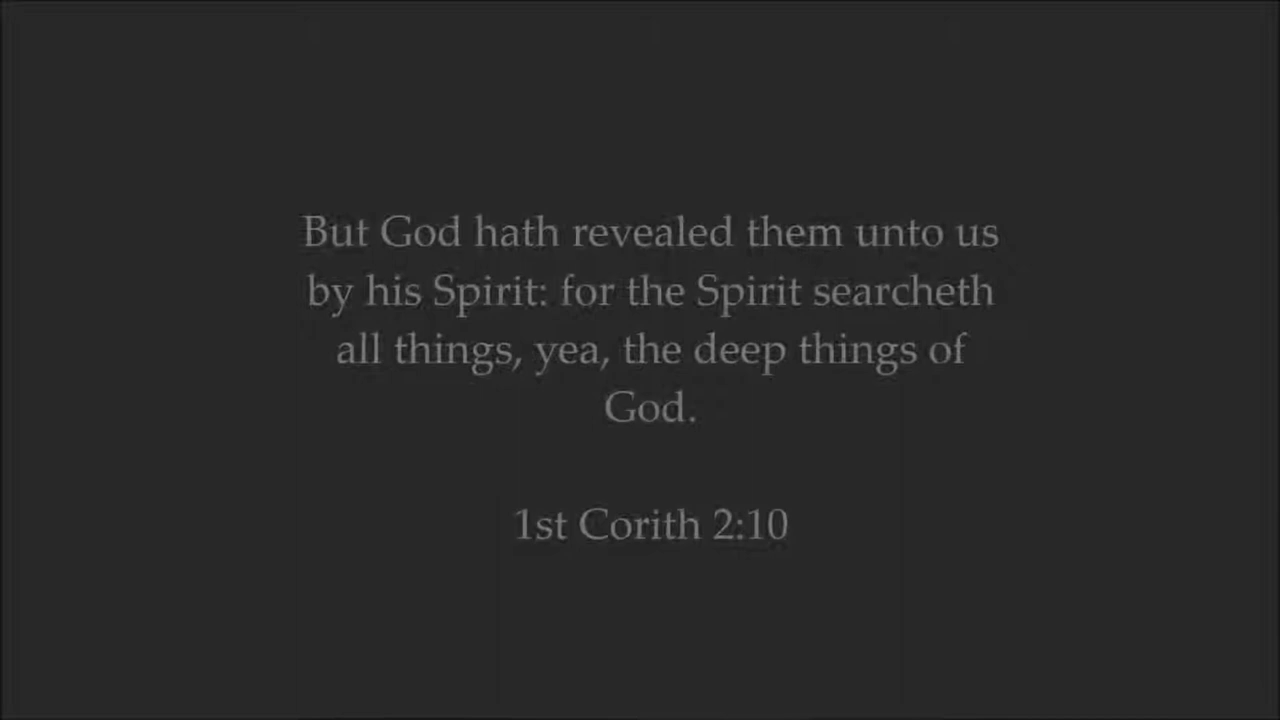 But God hath revealed them unto us
by his Spirit: for the Spirit searcheth
all things, yea, the deep things of
God.
1st Corith 2:10